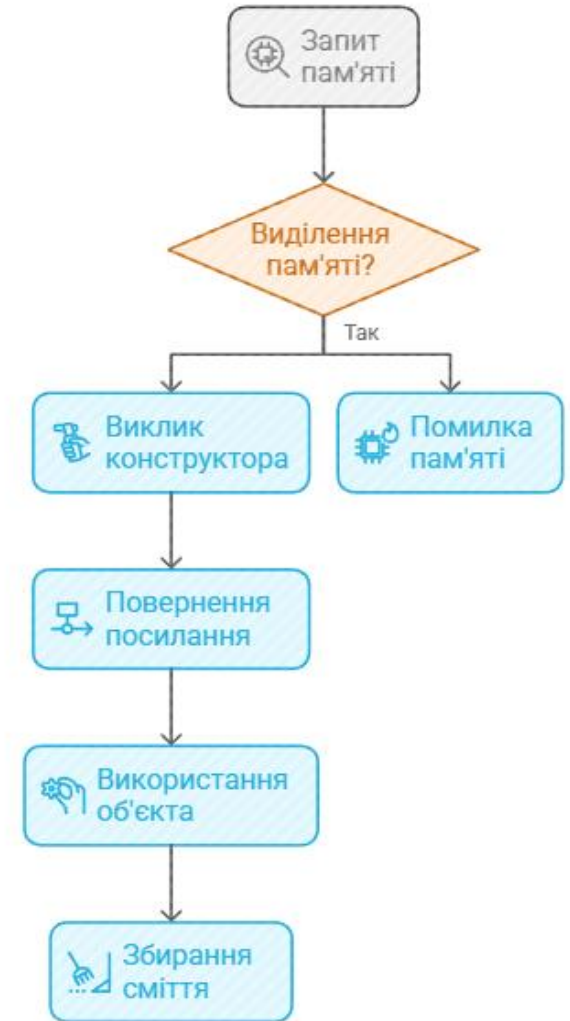 Запит
пам'яті
Виділення
пам'яті?
Так
Виклик
конструктора
Помилка
пам'яті
Повернення
посилання
Використання
об'єкта
Збирання
сміття